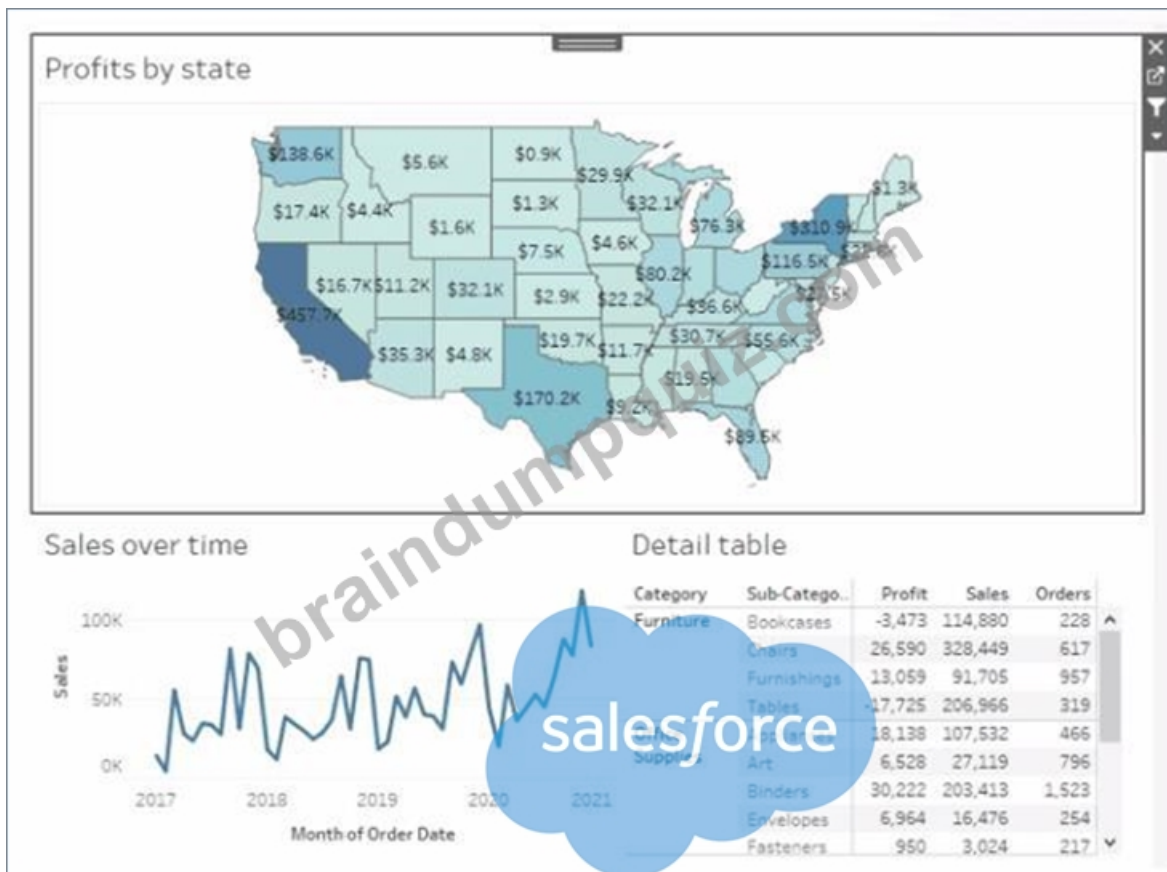 Profits by state
$138.6K $5.6K $0.9K $29.9K $1.3K
$17.4K $4.4K $1.3K $32.1K $76.3K $310.9K
$1.6K $7.5K $4.6K $116.5K
$457.7K $16.7K $11.2K $32.1K $2.9K $22.2K $80.2K $36.6K
$35.3K $4.8K $19.7K $11.7K $30.7K $55.6K
$170.2K $9.2K $19.5K
$89.5K
braindumpquiz.com
Sales over time
100K
50K
0K
Sales
2017 2018 2019 2020 2021
Month of Order Date
Detail table
Category Sub-Catego.. Profit Sales Orders
Furniture Bookcases -3,473 114,880 228
Chairs 26,590 328,449 617
Furnishings 13,059 91,705 957
Tables -17,725 206,966 319
18,138 107,532 466
Supplies Art 6,528 27,119 796
Binders 30,222 203,413 1,523
Envelopes 6,964 16,476 254
Fasteners 950 3,024 217
salesforce